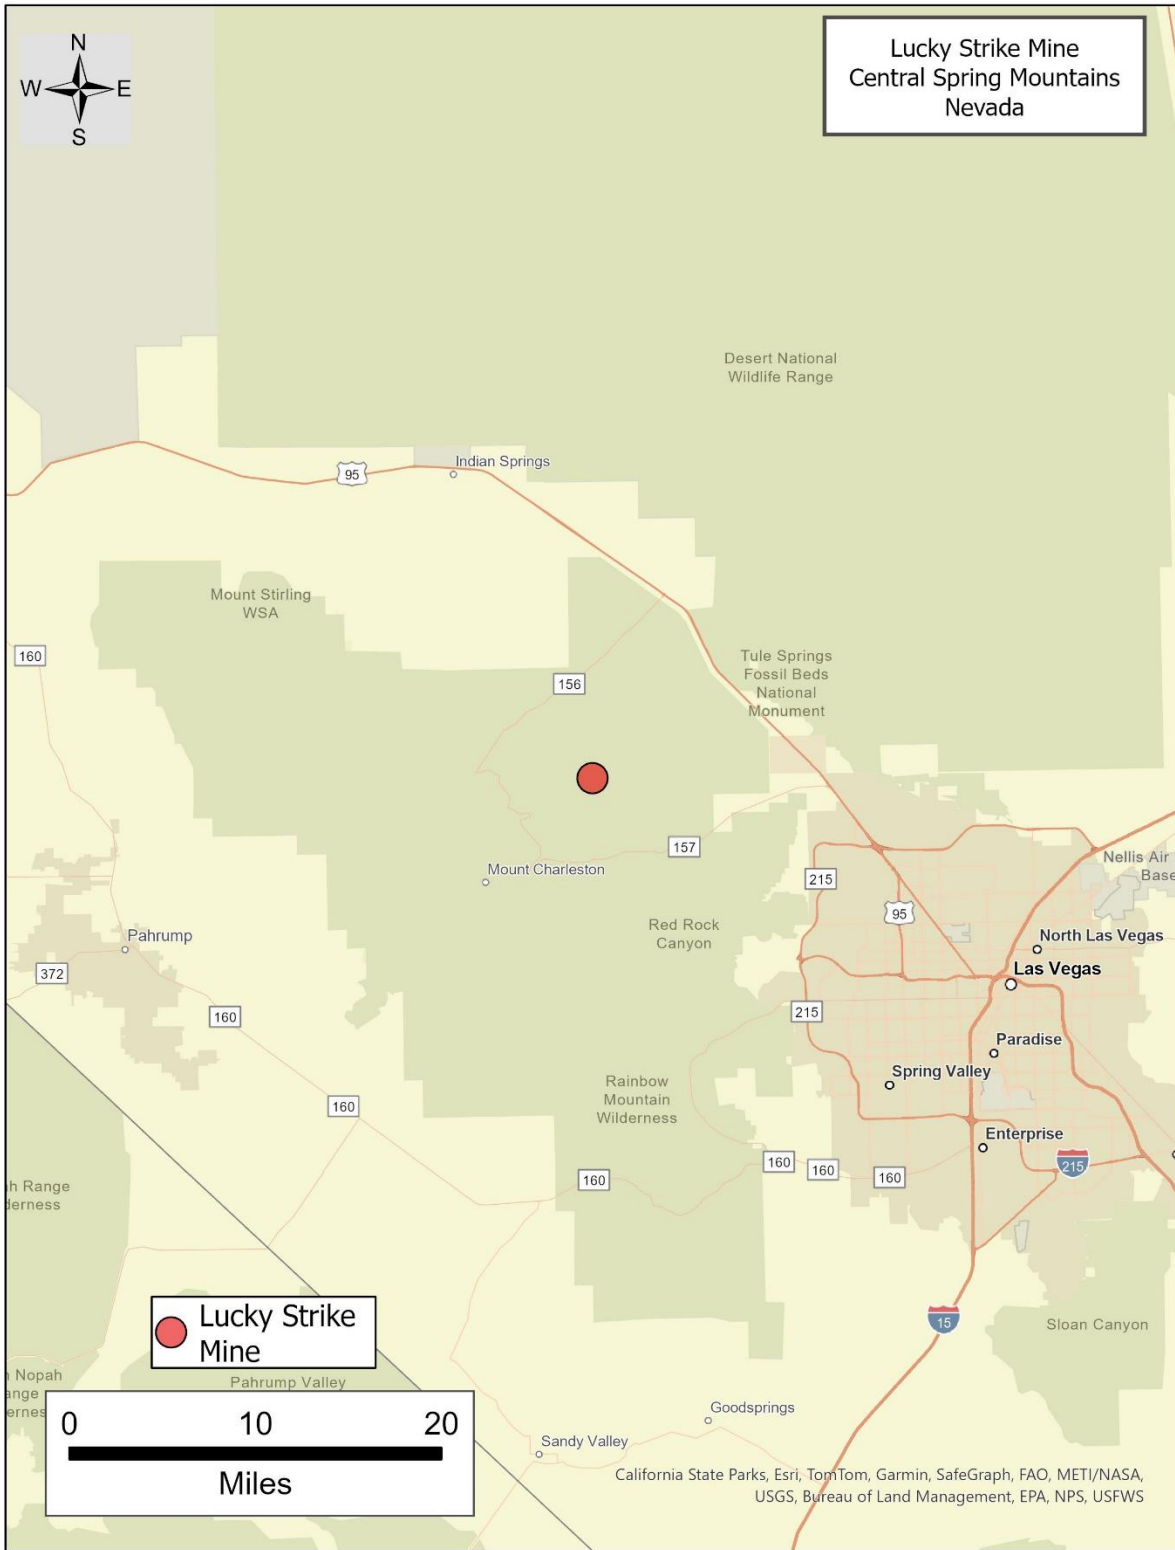 N
W E
S
Lucky Strike Mine
Central Spring Mountains
Nevada
Desert National
Wildlife Range
Indian Springs
95
Mount Stirling
WSA
160
156
Tule Springs
Fossil Beds
National
Monument
157
Mount Charleston
215
Nellis Air
Base
95
Red Rock
Canyon
North Las Vegas
Pahrump
Las Vegas
372
160
215
Paradise
Spring Valley
Rainbow
Mountain
Wilderness
160
Enterprise
160
160
160
160
215
h Range
derness
Lucky Strike
Mine
15
Sloan Canyon
n Nopah
ange
ernes
Pahrump Valley
0 10 20
Miles
Goodsprings
Sandy Valley
California State Parks, Esri, TomTom, Garmin, SafeGraph, FAO, METI/NASA,
USGS, Bureau of Land Management, EPA, NPS, USFWS